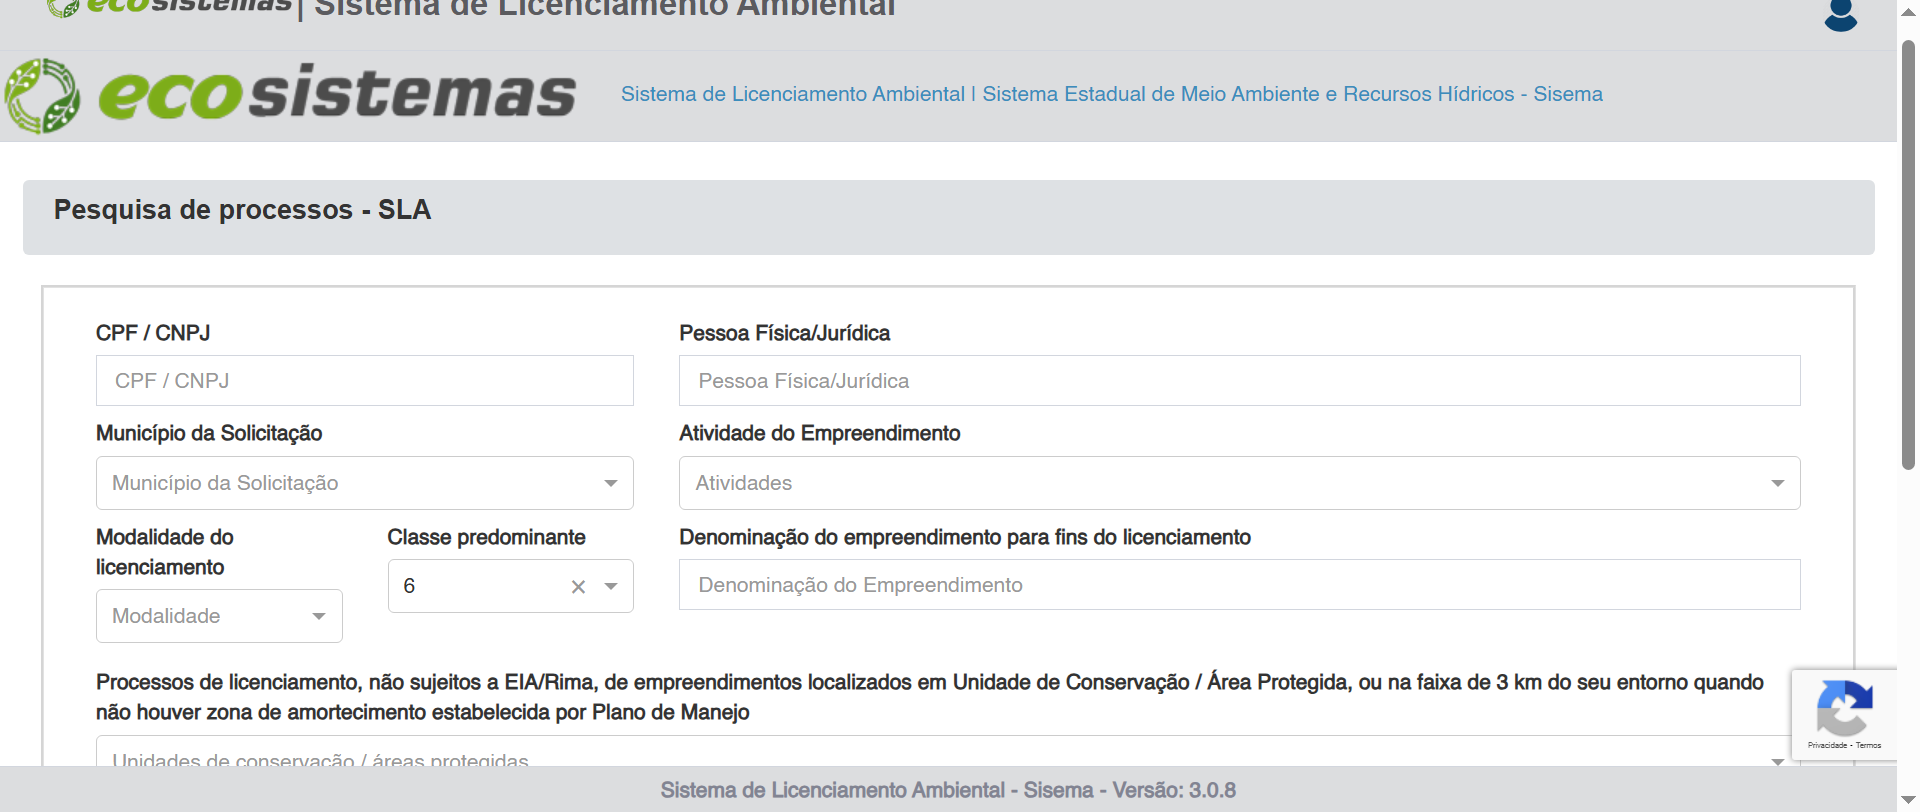 ecosistemas | Sistema de Licenciamento Ambiental
ecosistemas Sistema de Licenciamento Ambiental | Sistema Estadual de Meio Ambiente e Recursos Hídricos - Sisema
Pesquisa de processos - SLA
CPF / CNPJ
CPF / CNPJ
Pessoa Física/Jurídica
Pessoa Física/Jurídica
Município da Solicitação
Município da Solicitação
Atividade do Empreendimento
Atividades
Modalidade do
licenciamento
Modalidade
Classe predominante
6
Denominação do empreendimento para fins do licenciamento
Denominação do Empreendimento
Processos de licenciamento, não sujeitos a EIA/Rima, de empreendimentos localizados em Unidade de Conservação / Área Protegida, ou na faixa de 3 km do seu entorno quando
não houver zona de amortecimento estabelecida por Plano de Manejo
Unidades de conservação / áreas protegidas
Privacidade - Termos
Sistema de Licenciamento Ambiental - Sisema - Versão: 3.0.8